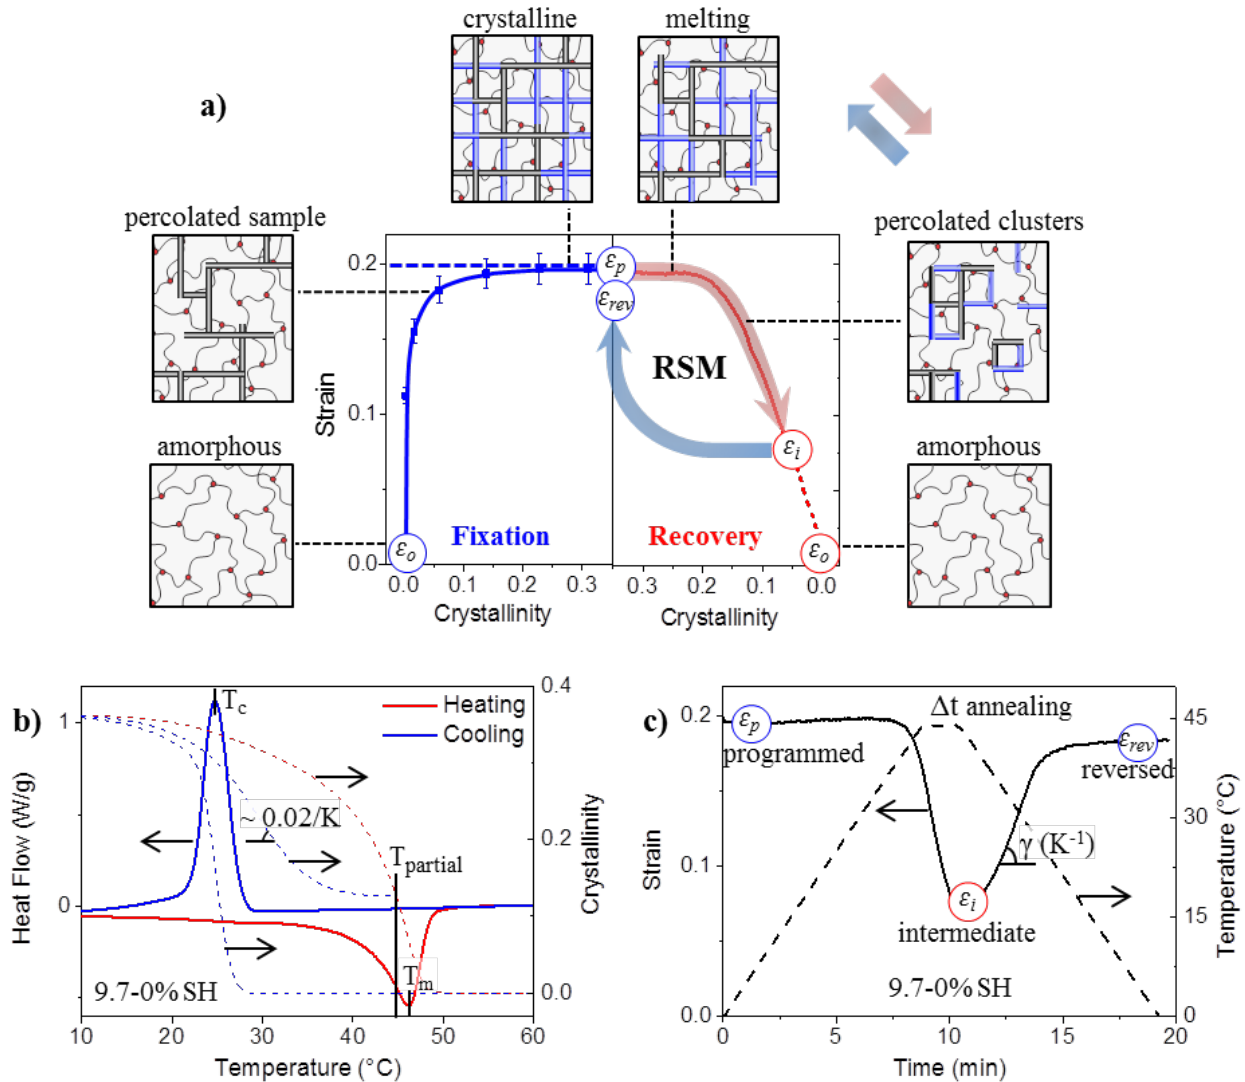 crystalline
melting
a)
percolated sample
percolated clusters
amorphous
amorphous
Strain
0.2
0.1
0.0
εp
εrev
RSM
εi
Fixation
Recovery
εo
εo
0.0 0.1 0.2 0.3
0.3 0.2 0.1 0.0
Crystallinity
Crystallinity
b)
Tc
Heating
Cooling
~ 0.02/K
Tpartial
Tm
9.7-0% SH
Heat Flow (W/g)
1
0
0.4
0.2
0.0
Crystallinity
10 20 30 40 50 60
Temperature (°C)
c)
εp
programmed
Δt annealing
εrev
reversed
γ (K-1)
εi
intermediate
9.7-0% SH
Strain
0.2
0.1
0.0
45
30
15
0
Temperature (°C)
0 5 10 15 20
Time (min)